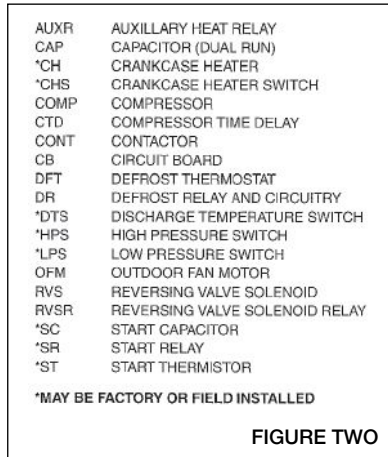 AUXR AUXILLARY HEAT RELAY
CAP CAPACITOR (DUAL RUN)
*CH CRANKCASE HEATER
*CHS CRANKCASE HEATER SWITCH
COMP COMPRESSOR
CTD COMPRESSOR TIME DELAY
CONT CONTACTOR
CB CIRCUIT BOARD
DFT DEFROST THERMOSTAT
DR DEFROST RELAY AND CIRCUITRY
*DTS DISCHARGE TEMPERATURE SWITCH
*HPS HIGH PRESSURE SWITCH
*LPS LOW PRESSURE SWITCH
OFM OUTDOOR FAN MOTOR
RVS REVERSING VALVE SOLENOID
RVSR REVERSING VALVE SOLENOID RELAY
*SC START CAPACITOR
*SR START RELAY
*ST START THERMISTOR
*MAY BE FACTORY OR FIELD INSTALLED
FIGURE TWO